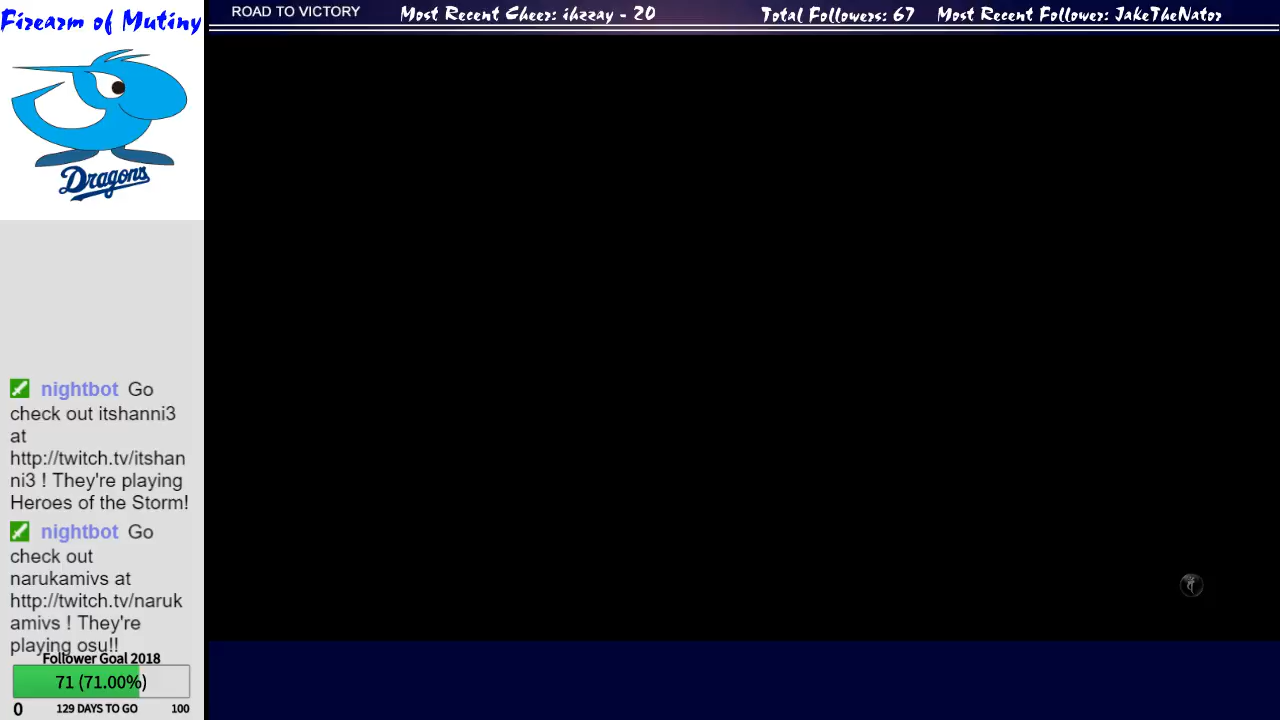 Firearm of Mutiny
ROAD TO VICTORY
Most Recent Cheer: ihzzay - 20
Total Followers: 67
Most Recent Follower: JakeTheNator
Dragons
nightbot Go
check out itshanni3
at
http://twitch.tv/itshan
ni3 ! They're playing
Heroes of the Storm!
nightbot Go
check out
narukamivs at
http://twitch.tv/naruk
amivs ! They're
playing osu!!
Follower Goal 2018
71 (71.00%)
0 129 DAYS TO GO 100